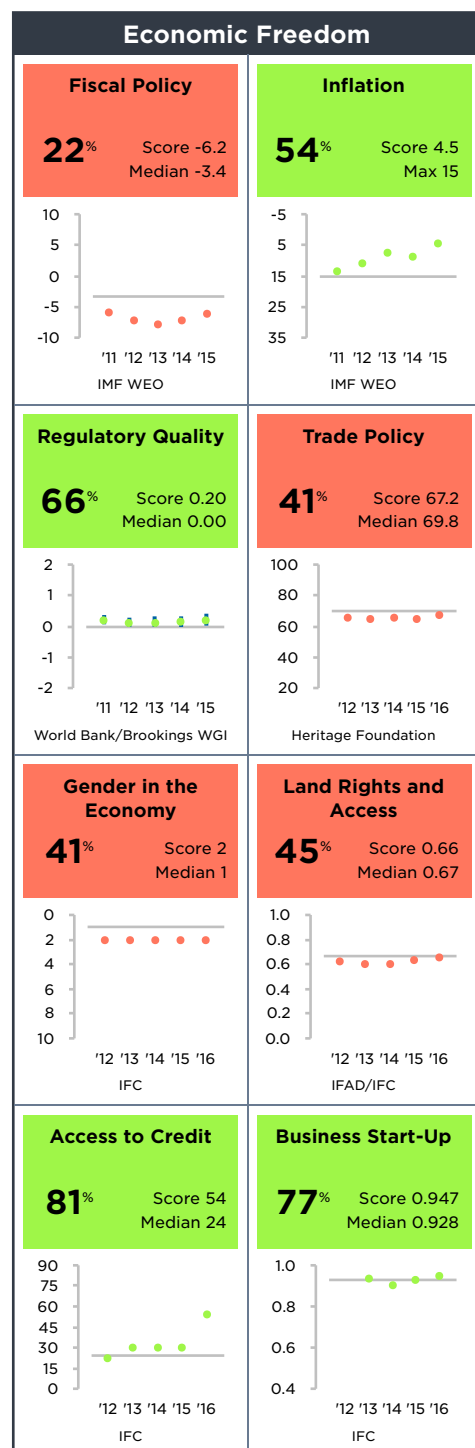 Economic Freedom
Fiscal Policy
22%
Score -6.2
Median -3.4
10
5
0
-5
-10
'11 '12 '13 '14 '15
IMF WEO
Inflation
54%
Score 4.5
Max 15
-5
5
15
25
35
'11 '12 '13 '14 '15
IMF WEO
Regulatory Quality
66%
Score 0.20
Median 0.00
2
1
0
-1
-2
'11 '12 '13 '14 '15
World Bank/Brookings WGI
Trade Policy
41%
Score 67.2
Median 69.8
100
80
60
40
20
'12 '13 '14 '15 '16
Heritage Foundation
Gender in the
Economy
41%
Score 2
Median 1
0
2
4
6
8
10
'12 '13 '14 '15 '16
IFC
Land Rights and
Access
45%
Score 0.66
Median 0.67
1.0
0.8
0.6
0.4
0.2
0.0
'12 '13 '14 '15 '16
IFAD/IFC
Access to Credit
81%
Score 54
Median 24
90
75
60
45
30
15
0
'12 '13 '14 '15 '16
IFC
Business Start-Up
77%
Score 0.947
Median 0.928
1.0
0.8
0.6
0.4
'12 '13 '14 '15 '16
IFC